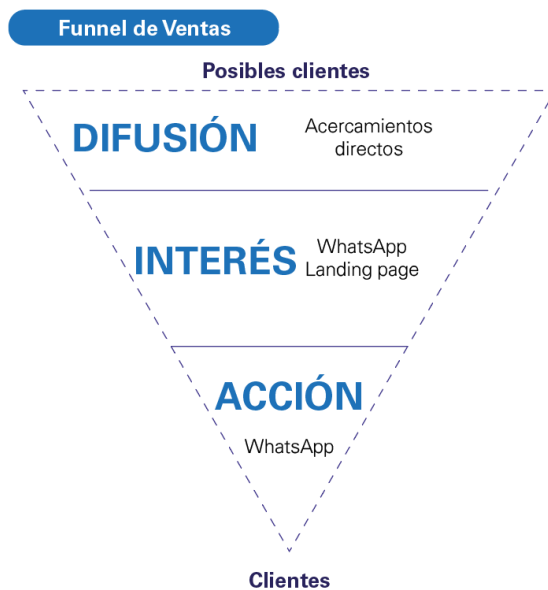 Funnel de Ventas
Posibles clientes
DIFUSIÓN
Acercamientos
directos
INTERÉS
WhatsApp
Landing page
ACCIÓN
WhatsApp
Clientes